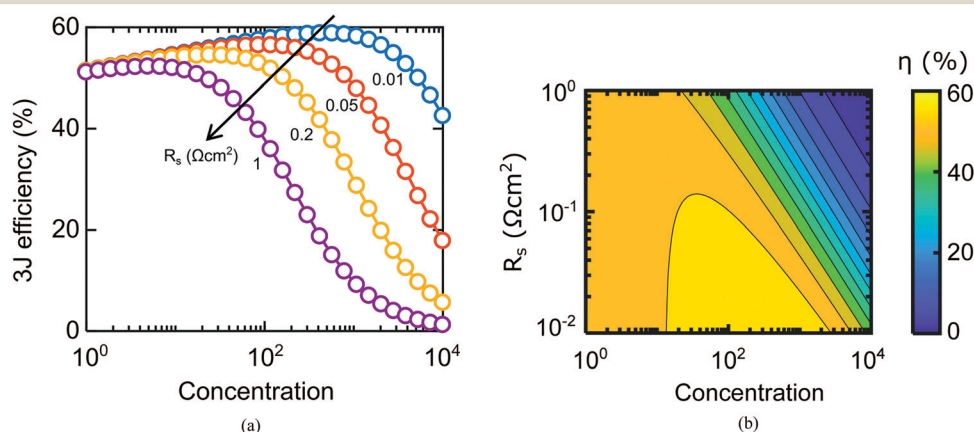 60
40
20
0
3J efficiency (%)
10⁰
10²
10⁴
Concentration
0.01
0.05
0.2
1
Rₛ (Ωcm²)
(a)
10⁰
10⁻¹
10⁻²
Rₛ (Ωcm²)
10⁰
10²
10⁴
Concentration
(b)
η (%)
60
40
20
0